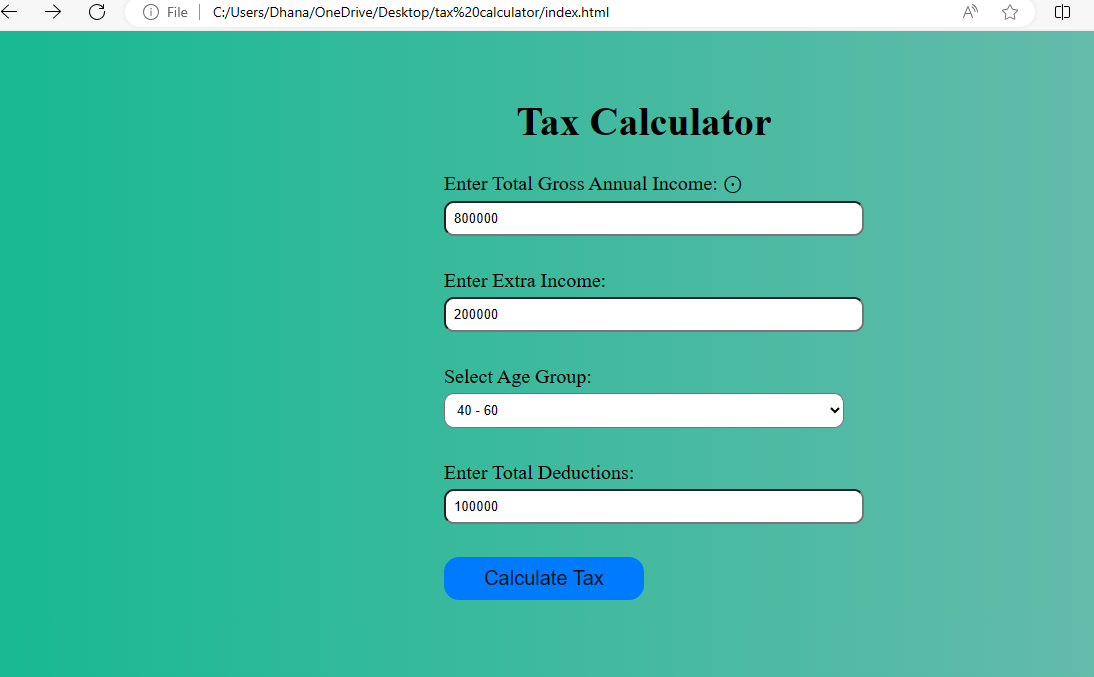 File C:/Users/Dhana/OneDrive/Desktop/tax%20calculator/index.html
Tax Calculator
Enter Total Gross Annual Income:
800000
Enter Extra Income:
200000
Select Age Group:
40 - 60
Enter Total Deductions:
100000
Calculate Tax